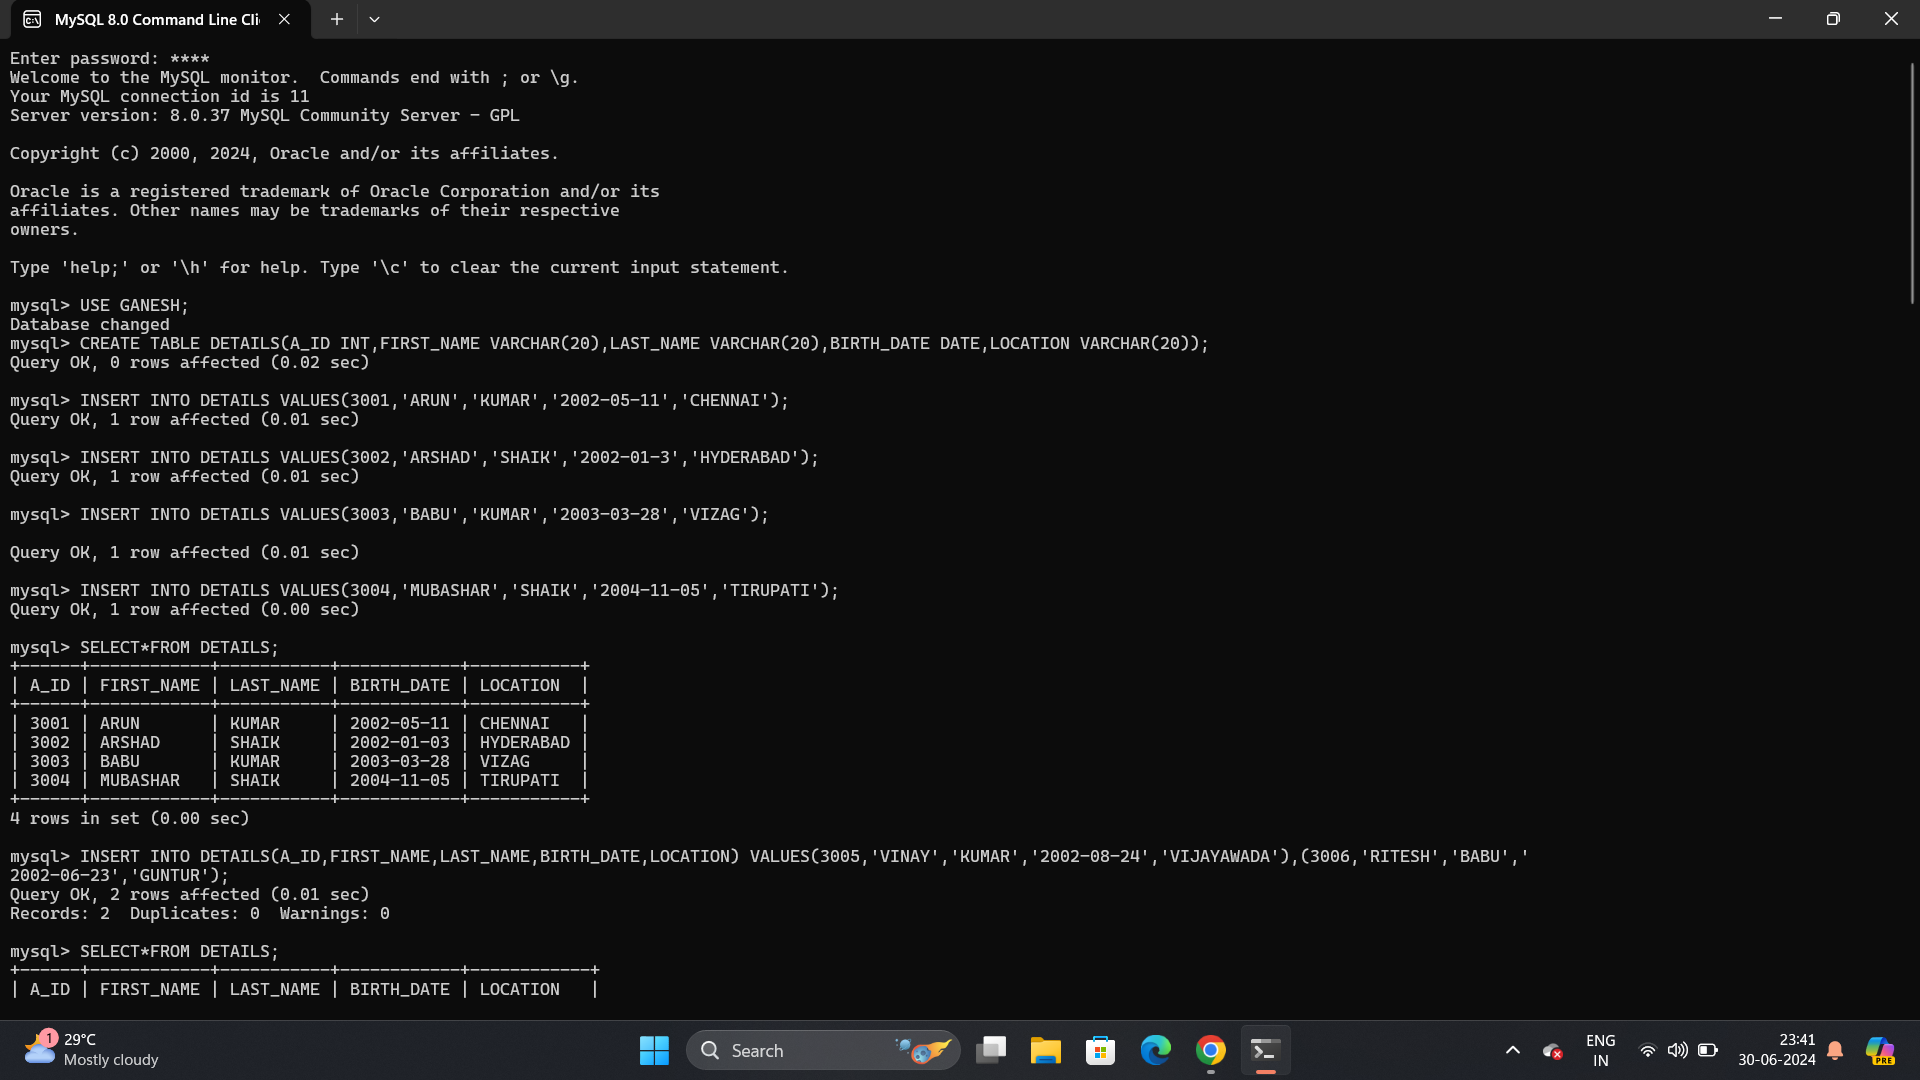 MySQL 8.0 Command Line Cli
Enter password: ****
Welcome to the MySQL monitor.  Commands end with ; or \g.
Your MySQL connection id is 11
Server version: 8.0.37 MySQL Community Server - GPL
Copyright (c) 2000, 2024, Oracle and/or its affiliates.
Oracle is a registered trademark of Oracle Corporation and/or its
affiliates. Other names may be trademarks of their respective
owners.
Type 'help;' or '\h' for help. Type '\c' to clear the current input statement.
mysql> USE GANESH;
Database changed
mysql> CREATE TABLE DETAILS(A_ID INT,FIRST_NAME VARCHAR(20),LAST_NAME VARCHAR(20),BIRTH_DATE DATE,LOCATION VARCHAR(20));
Query OK, 0 rows affected (0.02 sec)
mysql> INSERT INTO DETAILS VALUES(3001,'ARUN','KUMAR','2002-05-11','CHENNAI');
Query OK, 1 row affected (0.01 sec)
mysql> INSERT INTO DETAILS VALUES(3002,'ARSHAD','SHAIK','2002-01-3','HYDERABAD');
Query OK, 1 row affected (0.01 sec)
mysql> INSERT INTO DETAILS VALUES(3003,'BABU','KUMAR','2003-03-28','VIZAG');
Query OK, 1 row affected (0.01 sec)
mysql> INSERT INTO DETAILS VALUES(3004,'MUBASHAR','SHAIK','2004-11-05','TIRUPATI');
Query OK, 1 row affected (0.00 sec)
mysql> SELECT*FROM DETAILS;
+------+------------+-----------+------------+-----------+
| A_ID | FIRST_NAME | LAST_NAME | BIRTH_DATE | LOCATION  |
+------+------------+-----------+------------+-----------+
| 3001 | ARUN       | KUMAR     | 2002-05-11 | CHENNAI   |
| 3002 | ARSHAD     | SHAIK     | 2002-01-03 | HYDERABAD |
| 3003 | BABU       | KUMAR     | 2003-03-28 | VIZAG     |
| 3004 | MUBASHAR   | SHAIK     | 2004-11-05 | TIRUPATI  |
+------+------------+-----------+------------+-----------+
4 rows in set (0.00 sec)
mysql> INSERT INTO DETAILS(A_ID,FIRST_NAME,LAST_NAME,BIRTH_DATE,LOCATION) VALUES(3005,'VINAY','KUMAR','2002-08-24','VIJAYAWADA'),(3006,'RITESH','BABU','
2002-06-23','GUNTUR');
Query OK, 2 rows affected (0.01 sec)
Records: 2  Duplicates: 0  Warnings: 0
mysql> SELECT*FROM DETAILS;
+------+------------+-----------+------------+------------+
| A_ID | FIRST_NAME | LAST_NAME | BIRTH_DATE | LOCATION   |
1
29°C
Mostly cloudy
Search
ENG
IN
23:41
30-06-2024
PRE